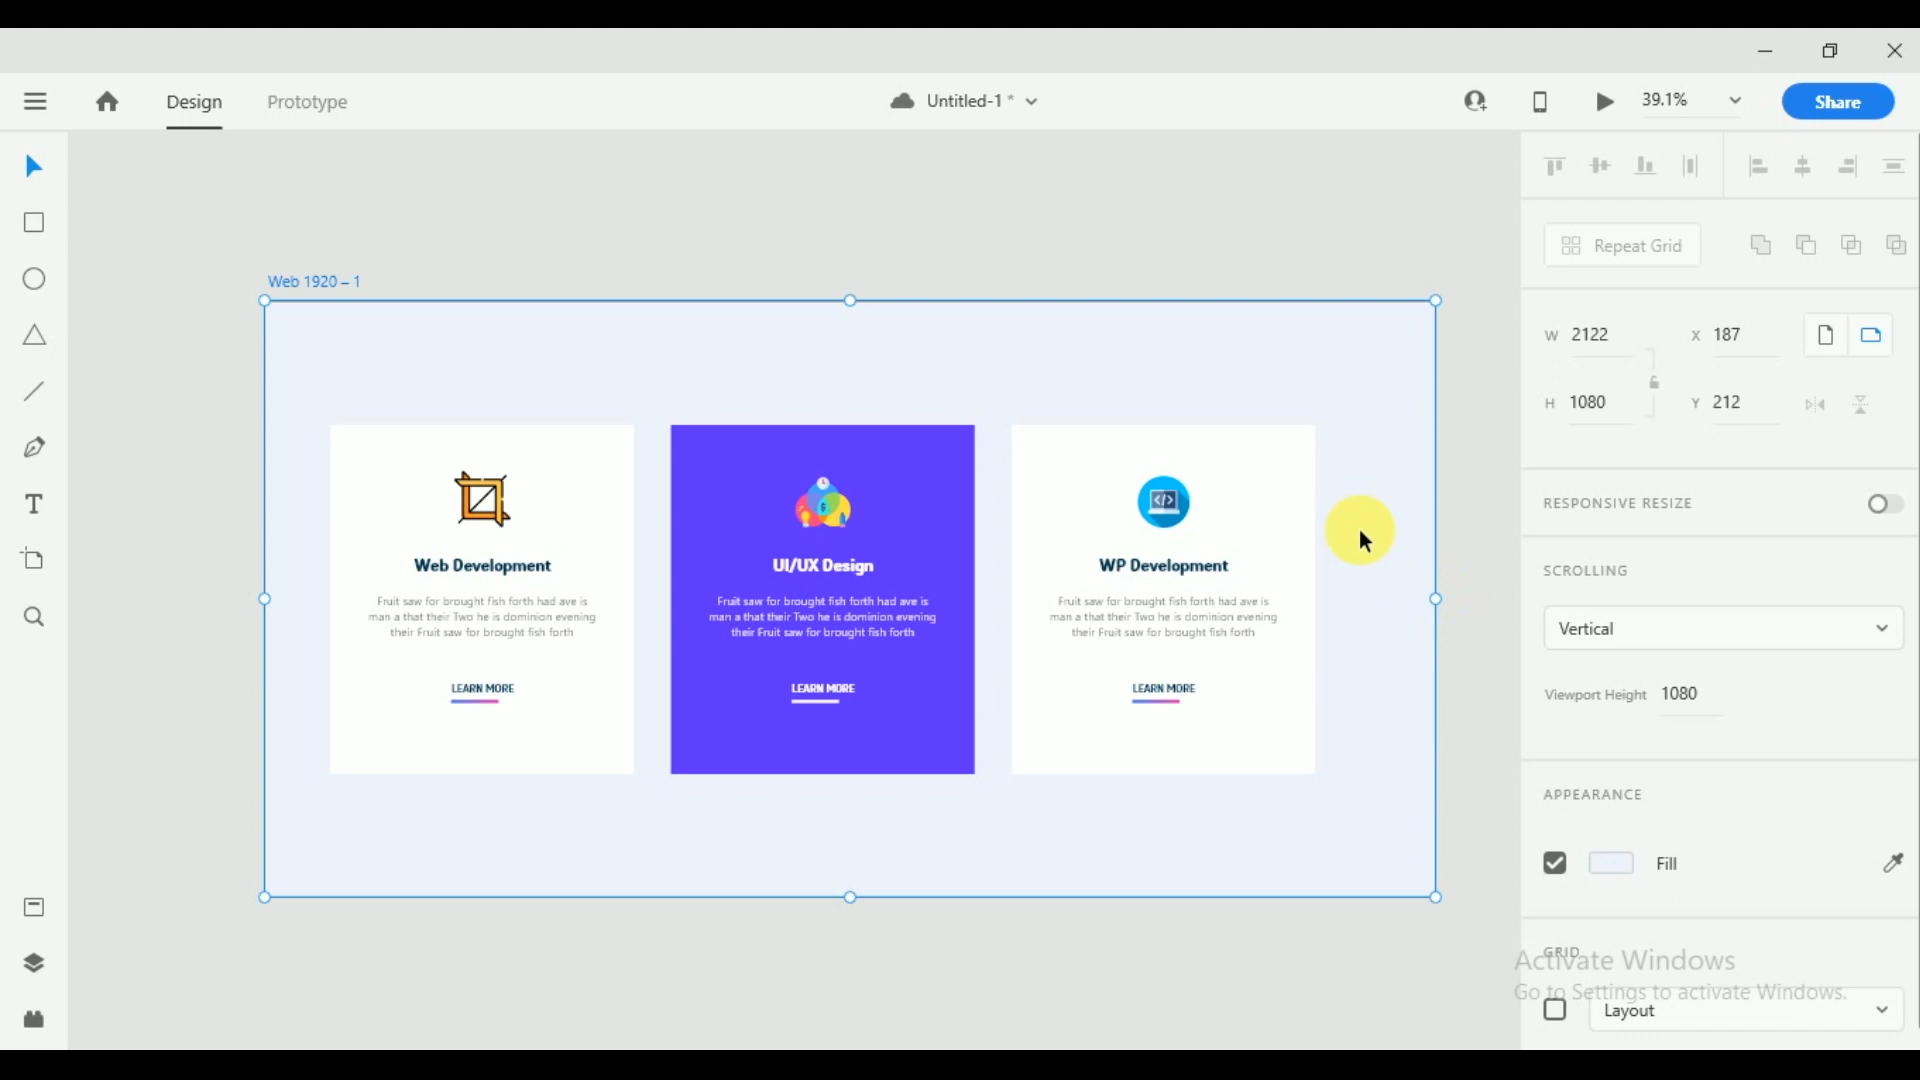 Design
Prototype
Untitled-1 *
39.1%
Share
Repeat Grid
Web 1920 – 1
W 2122
X 187
H 1080
Y 212
RESPONSIVE RESIZE
SCROLLING
Vertical
Viewport Height 1080
APPEARANCE
Fill
GRID
Layout
Activate Windows
Go to Settings to activate Windows.
Web Development
Fruit saw for brought fish forth had ave is
man a that their Two he is dominion evening
their Fruit saw for brought fish forth
LEARN MORE
UI/UX Design
Fruit saw for brought fish forth had ave is
man a that their Two he is dominion evening
their Fruit saw for brought fish forth
LEARN MORE
WP Development
Fruit saw for brought fish forth had ave is
man a that their Two he is dominion evening
their Fruit saw for brought fish forth
LEARN MORE